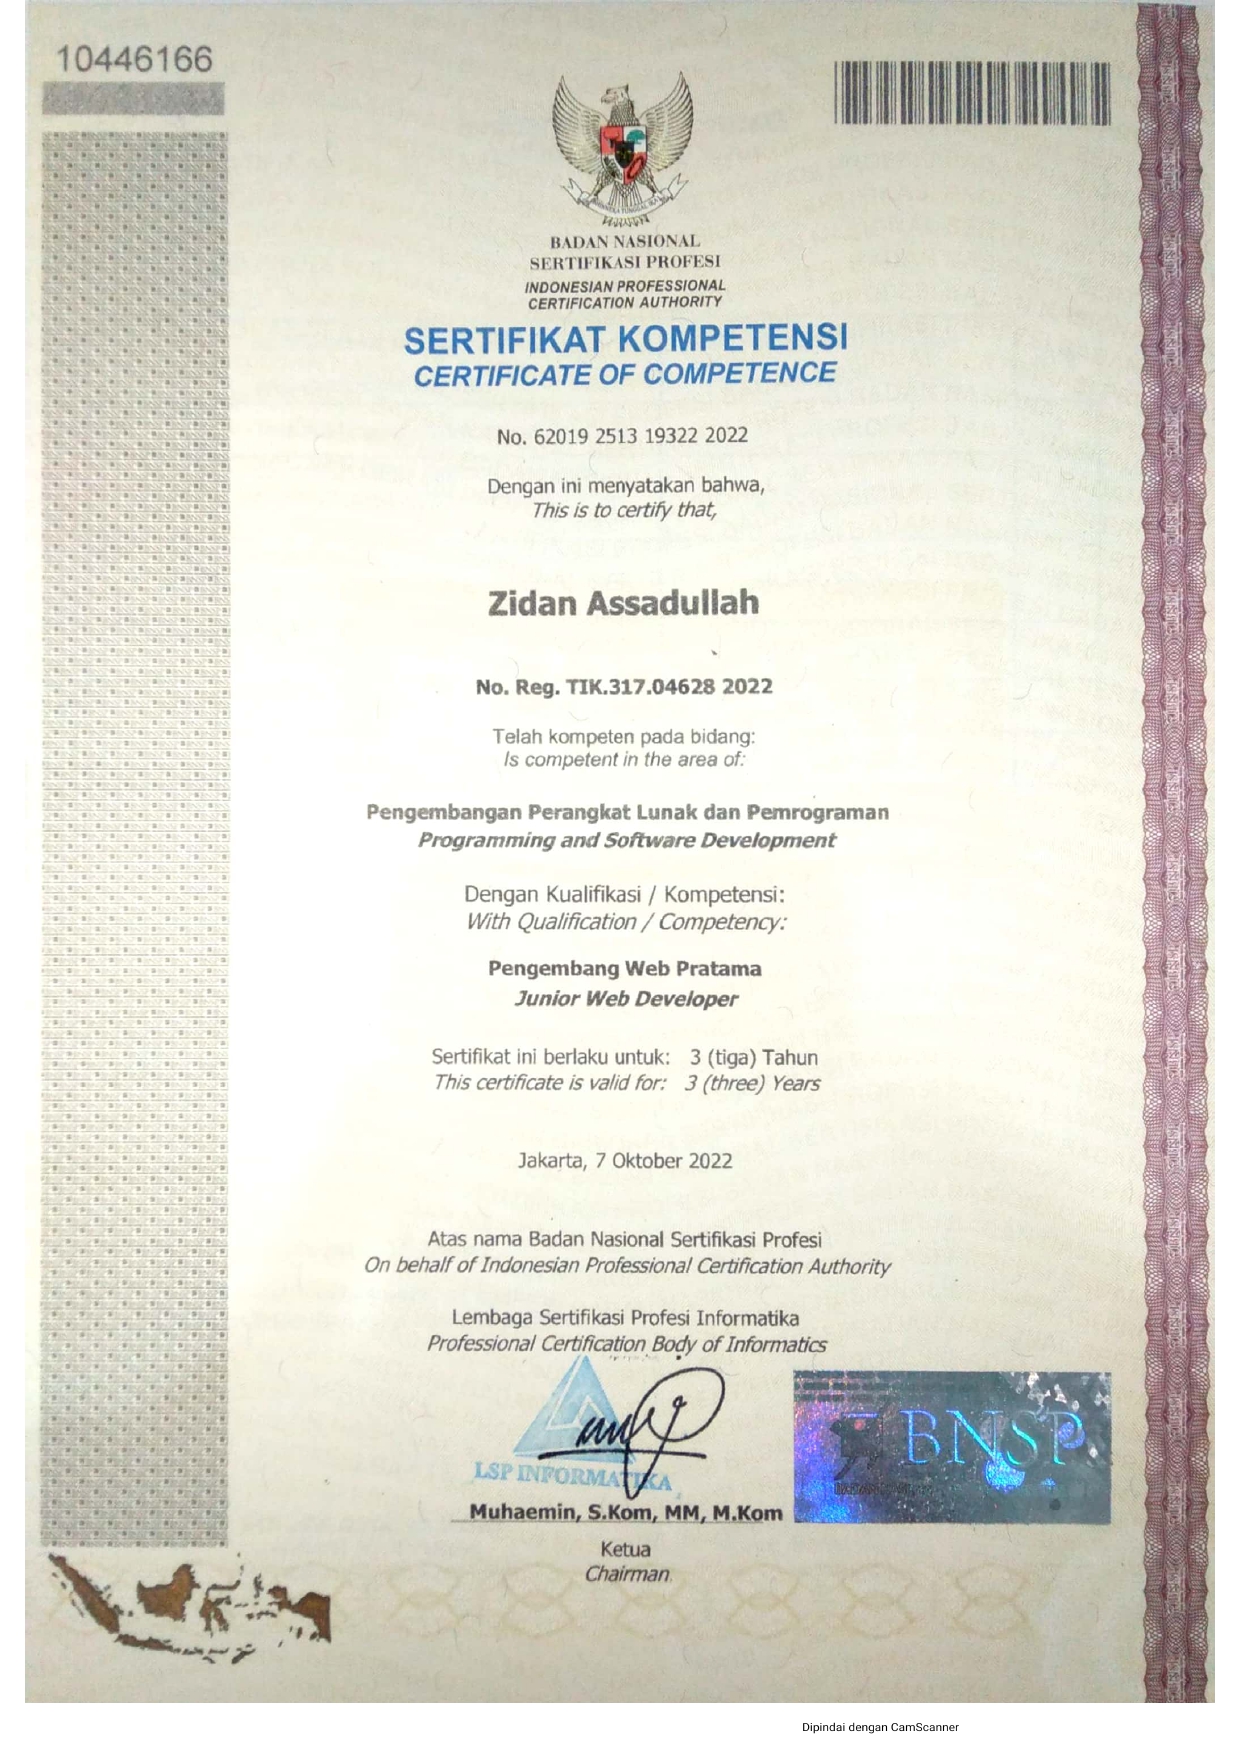 10446166
BADAN NASIONAL
SERTIFIKASI PROFESI
INDONESIAN PROFESSIONAL
CERTIFICATION AUTHORITY
SERTIFIKAT KOMPETENSI
CERTIFICATE OF COMPETENCE
No. 62019 2513 19322 2022
Dengan ini menyatakan bahwa,
This is to certify that,
Zidan Assadullah
No. Reg. TIK.317.04628 2022
Telah kompeten pada bidang:
Is competent in the area of:
Pengembangan Perangkat Lunak dan Pemrograman
Programming and Software Development
Dengan Kualifikasi / Kompetensi:
With Qualification / Competency:
Pengembang Web Pratama
Junior Web Developer
Sertifikat ini berlaku untuk: 3 (tiga) Tahun
This certificate is valid for: 3 (three) Years
Jakarta, 7 Oktober 2022
Atas nama Badan Nasional Sertifikasi Profesi
On behalf of Indonesian Professional Certification Authority
Lembaga Sertifikasi Profesi Informatika
Professional Certification Body of Informatics
LSP INFORMATIKA
BNSP
Muhaemin, S.Kom, MM, M.Kom
Ketua
Chairman
Dipindai dengan CamScanner